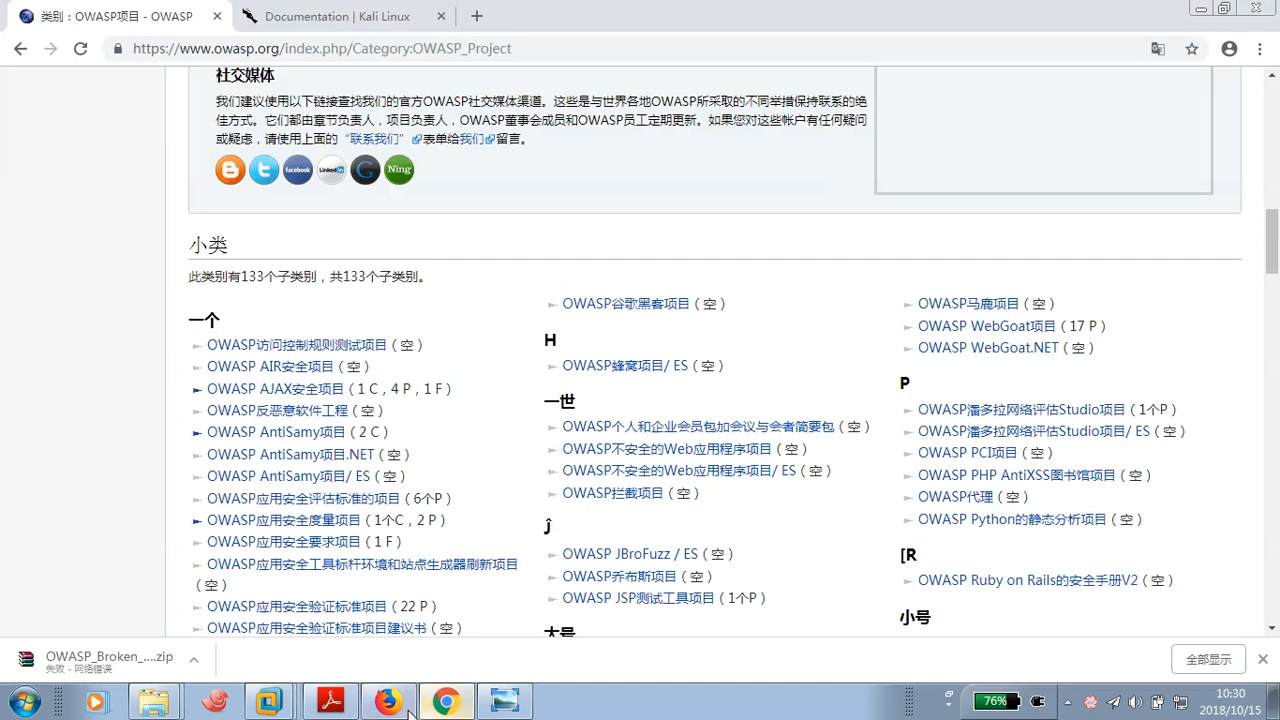 类别：OWASP项目 - OWASP
Documentation | Kali Linux
https://www.owasp.org/index.php/Category:OWASP_Project
社交媒体
我们建议使用以下链接查找我们的官方OWASP社交媒体渠道。这些是与世界各地OWASP所采取的不同举措保持联系的绝
佳方式。它们都由章节负责人，项目负责人，OWASP董事会成员和OWASP员工定期更新。如果您对这些帐户有任何疑问
或疑虑，请使用上面的“联系我们”表单给我们留言。
facebook
LinkedIn
Ning
小类
此类别有133个子类别，共133个子类别。
一个
OWASP访问控制规则测试项目（空）
OWASP AIR安全项目（空）
OWASP AJAX安全项目（1 C，4 P，1 F）
OWASP反恶意软件工程（空）
OWASP AntiSamy项目（2 C）
OWASP AntiSamy项目.NET（空）
OWASP AntiSamy项目/ ES（空）
OWASP应用安全评估标准的项目（6个P）
OWASP应用安全度量项目（1个C，2 P）
OWASP应用安全要求项目（1 F）
OWASP应用安全工具标杆环境和站点生成器刷新项目
（空）
OWASP应用安全验证标准项目（22 P）
OWASP应用安全验证标准项目建议书（空）
OWASP谷歌黑客项目（空）
H
OWASP蜂窝项目/ ES（空）
一世
OWASP个人和企业会员包加会议与会者简要包（空）
OWASP不安全的Web应用程序项目（空）
OWASP不安全的Web应用程序项目/ ES（空）
OWASP拦截项目（空）
Ĵ
OWASP JBroFuzz / ES（空）
OWASP乔布斯项目（空）
OWASP JSP测试工具项目（1个P）
大号
OWASP马鹿项目（空）
OWASP WebGoat项目（17 P）
OWASP WebGoat.NET（空）
P
OWASP潘多拉网络评估Studio项目（1个P）
OWASP潘多拉网络评估Studio项目/ ES（空）
OWASP PCI项目（空）
OWASP PHP AntiXSS图书馆项目（空）
OWASP代理（空）
OWASP Python的静态分析项目（空）
[R
OWASP Ruby on Rails的安全手册V2（空）
小号
OWASP_Broken_....zip
失败 - 网络错误
全部显示
76%
10:30
2018/10/15